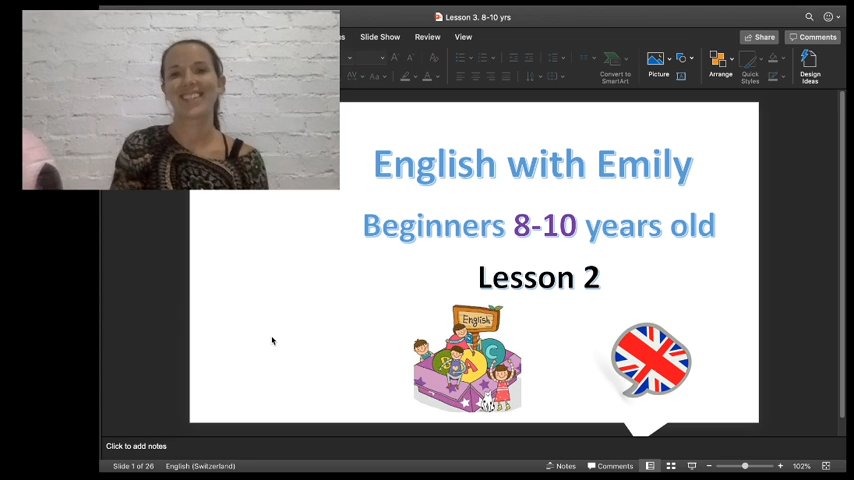 Lesson 3. 8-10 yrs
Slide Show Review View
Share Comments
Convert to
SmartArt
Picture
Arrange
Quick
Styles
Design
Ideas
English with Emily
Beginners 8-10 years old
Lesson 2
English
B A C
Click to add notes
Slide 1 of 26 English (Switzerland) Notes Comments 102%